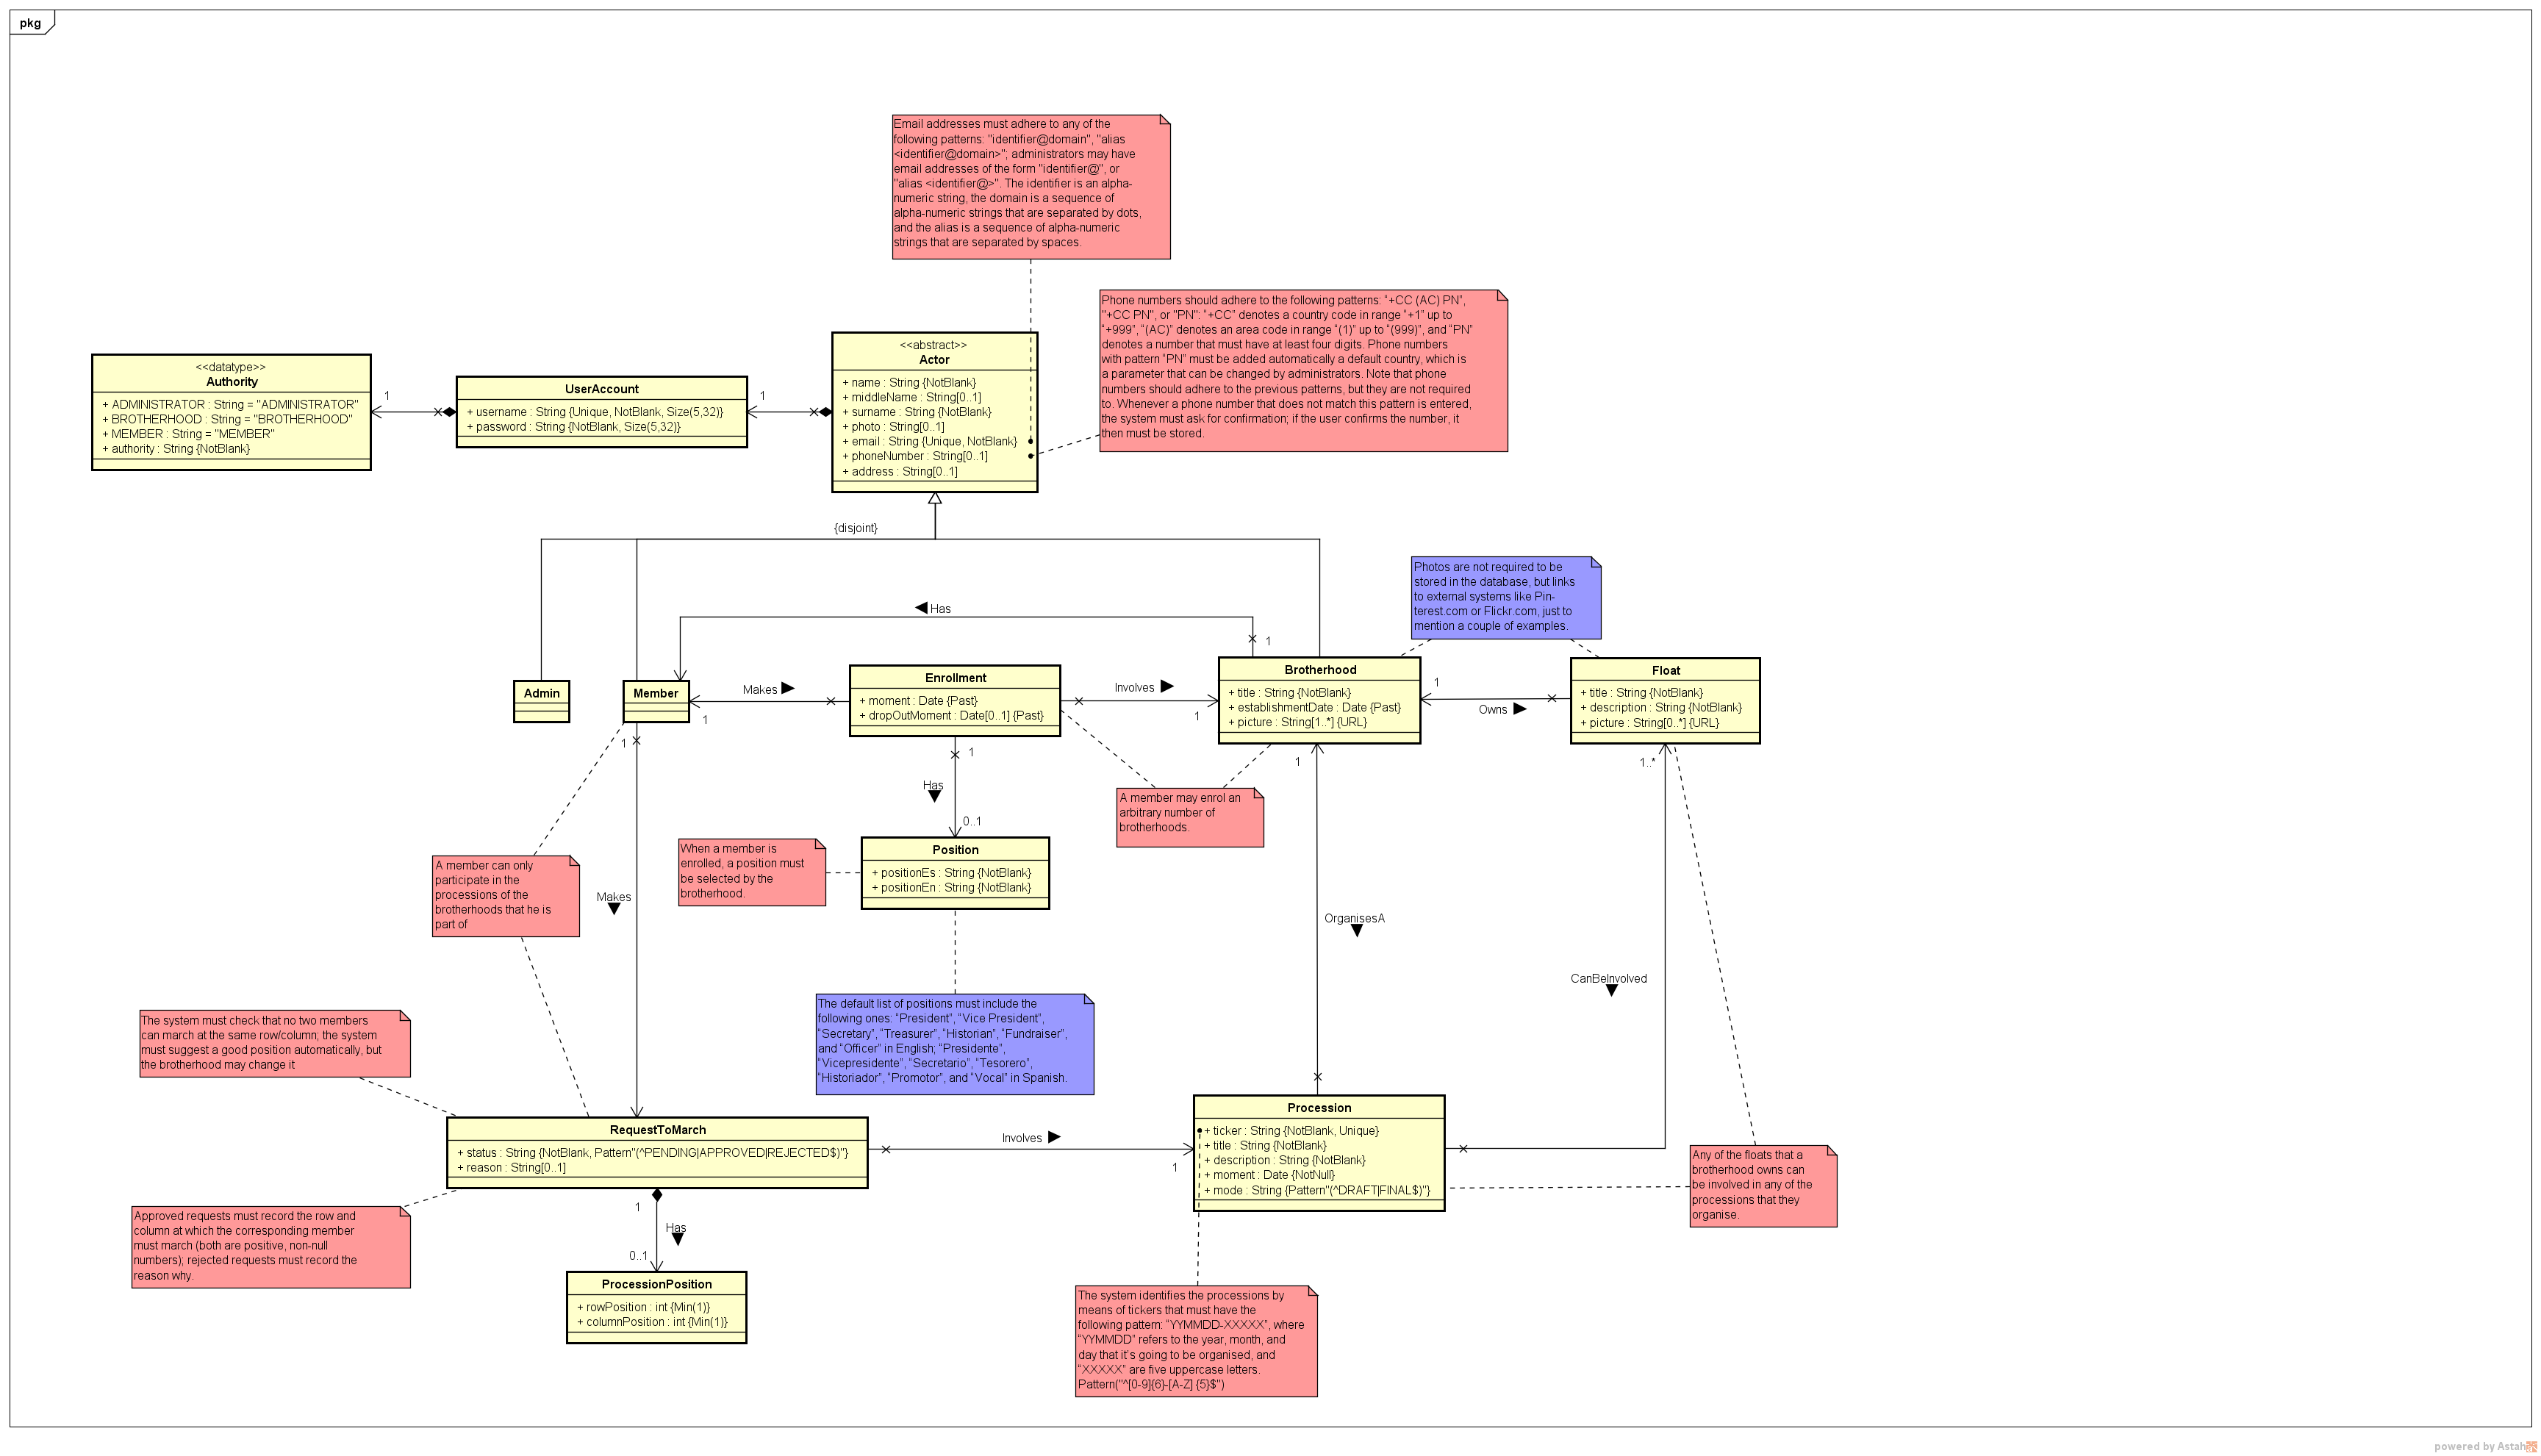 pkg
Email addresses must adhere to any of the
following patterns: "identifier@domain", "alias
<identifier@domain>"; administrators may have
email addresses of the form "identifier@", or
"alias <identifier@>". The identifier is an alpha-
numeric string, the domain is a sequence of
alpha-numeric strings that are separated by dots,
and the alias is a sequence of alpha-numeric
strings that are separated by spaces.
Phone numbers should adhere to the following patterns: “+CC (AC) PN”,
"+CC PN", or "PN": “+CC” denotes a country code in range “+1” up to
“+999”, “(AC)” denotes an area code in range “(1)” up to “(999)”, and “PN”
denotes a number that must have at least four digits. Phone numbers
with pattern “PN” must be added automatically a default country, which is
a parameter that can be changed by administrators. Note that phone
numbers should adhere to the previous patterns, but they are not required
to. Whenever a phone number that does not match this pattern is entered,
the system must ask for confirmation; if the user confirms the number, it
then must be stored.
<<datatype>>
Authority
+ ADMINISTRATOR : String = "ADMINISTRATOR"
+ BROTHERHOOD : String = "BROTHERHOOD"
+ MEMBER : String = "MEMBER"
+ authority : String {NotBlank}
1
UserAccount
+ username : String {Unique, NotBlank, Size(5,32)}
+ password : String {NotBlank, Size(5,32)}
1
<<abstract>>
Actor
+ name : String {NotBlank}
+ middleName : String[0..1]
+ surname : String {NotBlank}
+ photo : String[0..1]
+ email : String {Unique, NotBlank}
+ phoneNumber : String[0..1]
+ address : String[0..1]
{disjoint}
Photos are not required to be
stored in the database, but links
to external systems like Pin-
terest.com or Flickr.com, just to
mention a couple of examples.
Has
1
Admin
Member
Makes
1
Enrollment
+ moment : Date {Past}
+ dropOutMoment : Date[0..1] {Past}
Involves
1
Brotherhood
+ title : String {NotBlank}
+ establishmentDate : Date {Past}
+ picture : String[1..*] {URL}
1
Owns
Float
+ title : String {NotBlank}
+ description : String {NotBlank}
+ picture : String[0..*] {URL}
1
1
Has
0..1
1
1..*
A member may enrol an
arbitrary number of
brotherhoods.
When a member is
enrolled, a position must
be selected by the
brotherhood.
Position
+ positionEs : String {NotBlank}
+ positionEn : String {NotBlank}
A member can only
participate in the
processions of the
brotherhoods that he is
part of
Makes
OrganisesA
CanBeInvolved
The default list of positions must include the
following ones: “President”, “Vice President”,
“Secretary”, “Treasurer”, “Historian”, “Fundraiser”,
and “Officer” in English; “Presidente”,
“Vicepresidente”, “Secretario”, “Tesorero”,
“Historiador”, “Promotor”, and “Vocal” in Spanish.
The system must check that no two members
can march at the same row/column; the system
must suggest a good position automatically, but
the brotherhood may change it
RequestToMarch
+ status : String {NotBlank, Pattern"(^PENDING|APPROVED|REJECTED$)"}
+ reason : String[0..1]
Involves
1
Procession
+ ticker : String {NotBlank, Unique}
+ title : String {NotBlank}
+ description : String {NotBlank}
+ moment : Date {NotNull}
+ mode : String {Pattern"(^DRAFT|FINAL$)"}
Any of the floats that a
brotherhood owns can
be involved in any of the
processions that they
organise.
Approved requests must record the row and
column at which the corresponding member
must march (both are positive, non-null
numbers); rejected requests must record the
reason why.
1
Has
0..1
ProcessionPosition
+ rowPosition : int {Min(1)}
+ columnPosition : int {Min(1)}
The system identifies the processions by
means of tickers that must have the
following pattern: “YYMMDD-XXXXX”, where
“YYMMDD” refers to the year, month, and
day that it’s going to be organised, and
“XXXXX” are five uppercase letters.
Pattern("^[0-9]{6}-[A-Z] {5}$")
powered by Astah